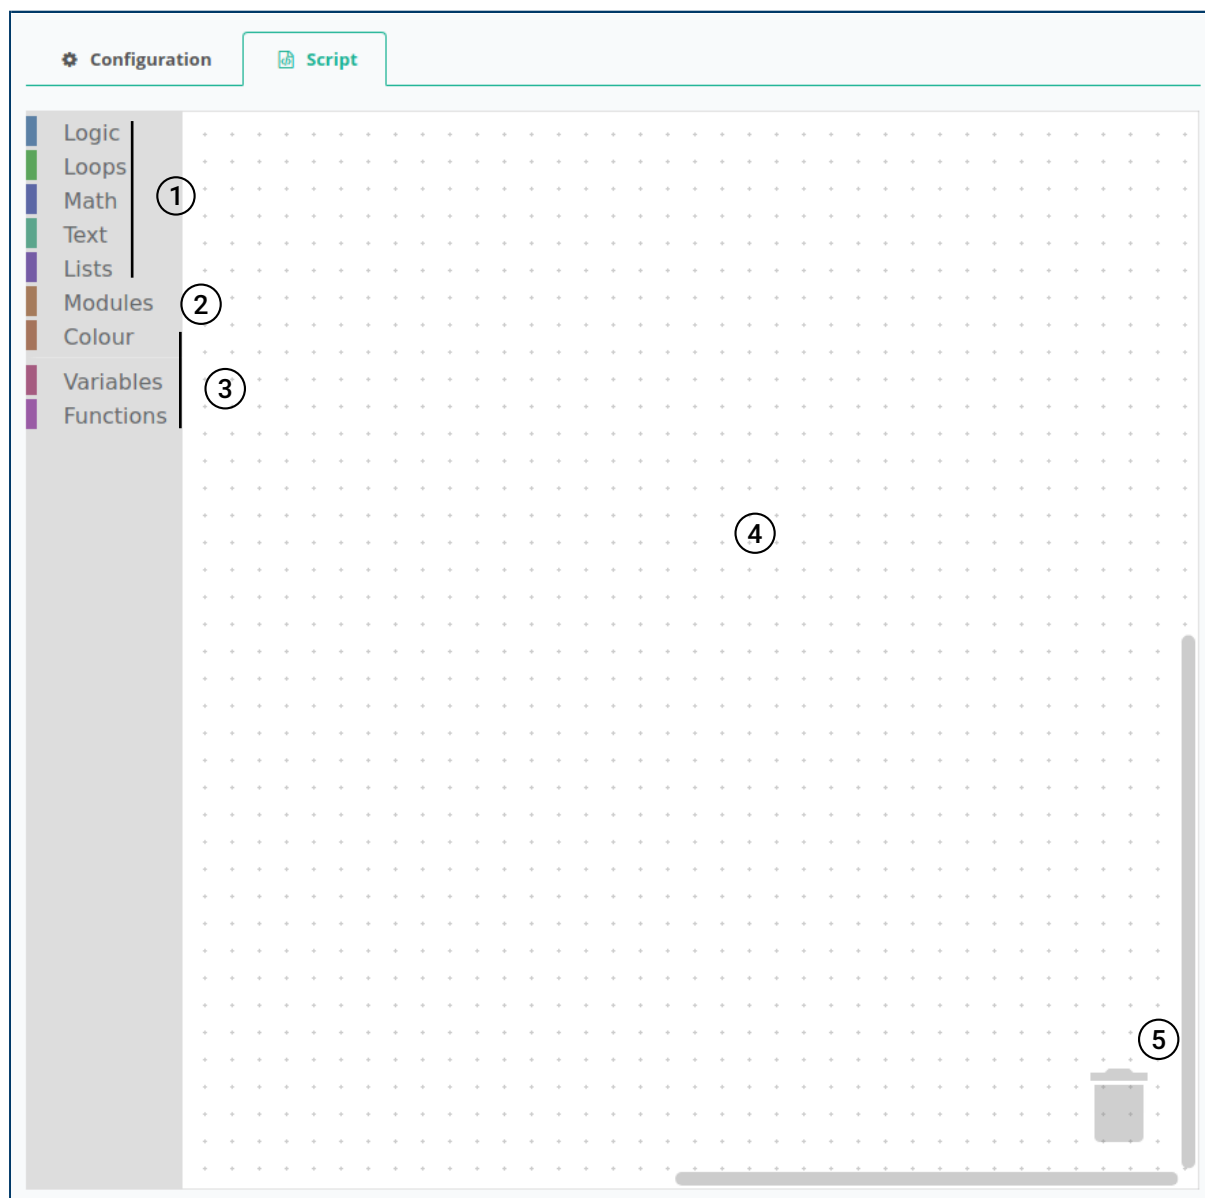 Configuration Script
Logic
Loops
Math
1
Text
Lists
Modules
2
Colour
Variables
3
Functions
4
5